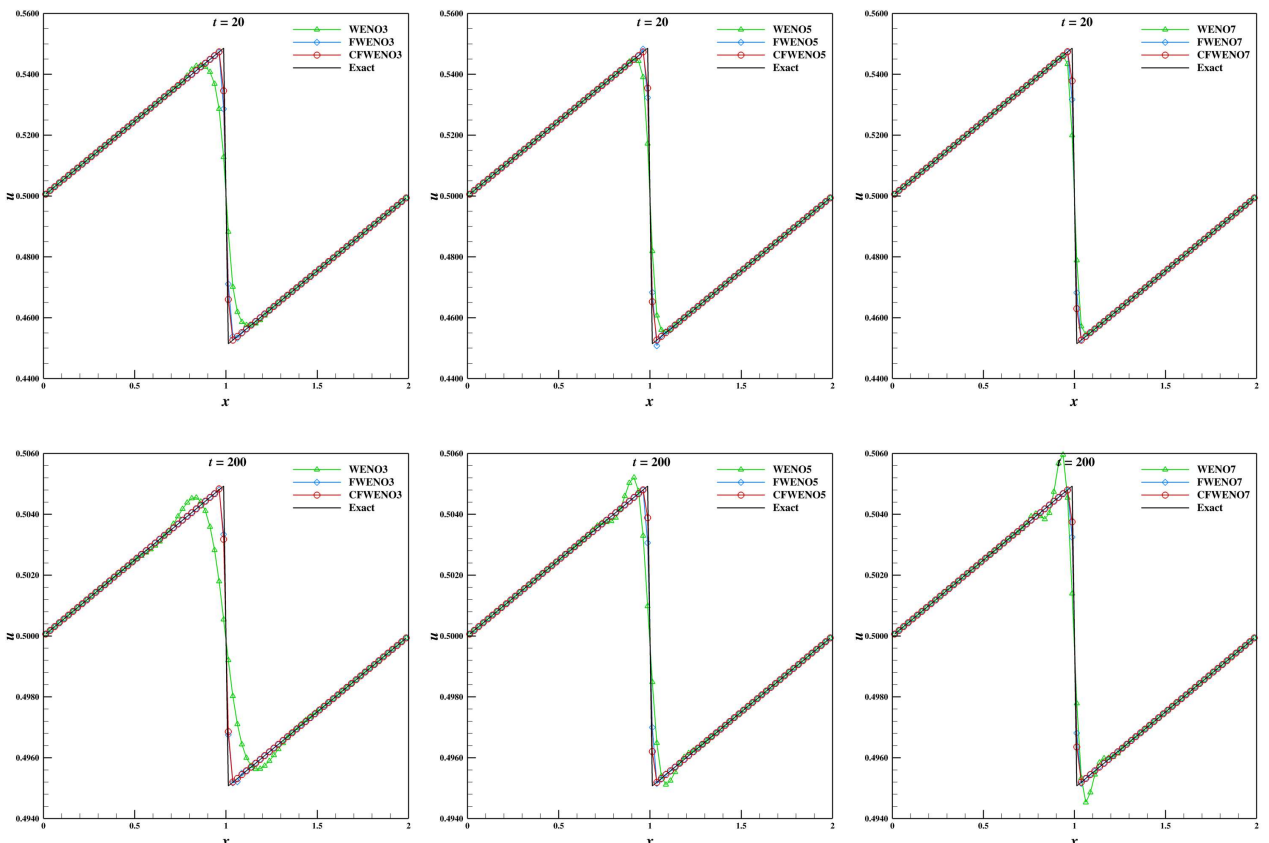 t = 20
WENO3
FWENO3
CFWENO3
Exact
0.5600
0.5400
0.5200
0.5000
0.4800
0.4600
0.4400
u
0
0.5
1
1.5
2
x
t = 20
WENO5
FWENO5
CFWENO5
Exact
0.5600
0.5400
0.5200
0.5000
0.4800
0.4600
0.4400
u
0
0.5
1
1.5
2
x
t = 20
WENO7
FWENO7
CFWENO7
Exact
0.5600
0.5400
0.5200
0.5000
0.4800
0.4600
0.4400
u
0
0.5
1
1.5
2
x
t = 200
WENO3
FWENO3
CFWENO3
Exact
0.5060
0.5040
0.5020
0.5000
0.4980
0.4960
0.4940
u
0
0.5
1
1.5
2
x
t = 200
WENO5
FWENO5
CFWENO5
Exact
0.5060
0.5040
0.5020
0.5000
0.4980
0.4960
0.4940
u
0
0.5
1
1.5
2
x
t = 200
WENO7
FWENO7
CFWENO7
Exact
0.5060
0.5040
0.5020
0.5000
0.4980
0.4960
0.4940
u
0
0.5
1
1.5
2
x